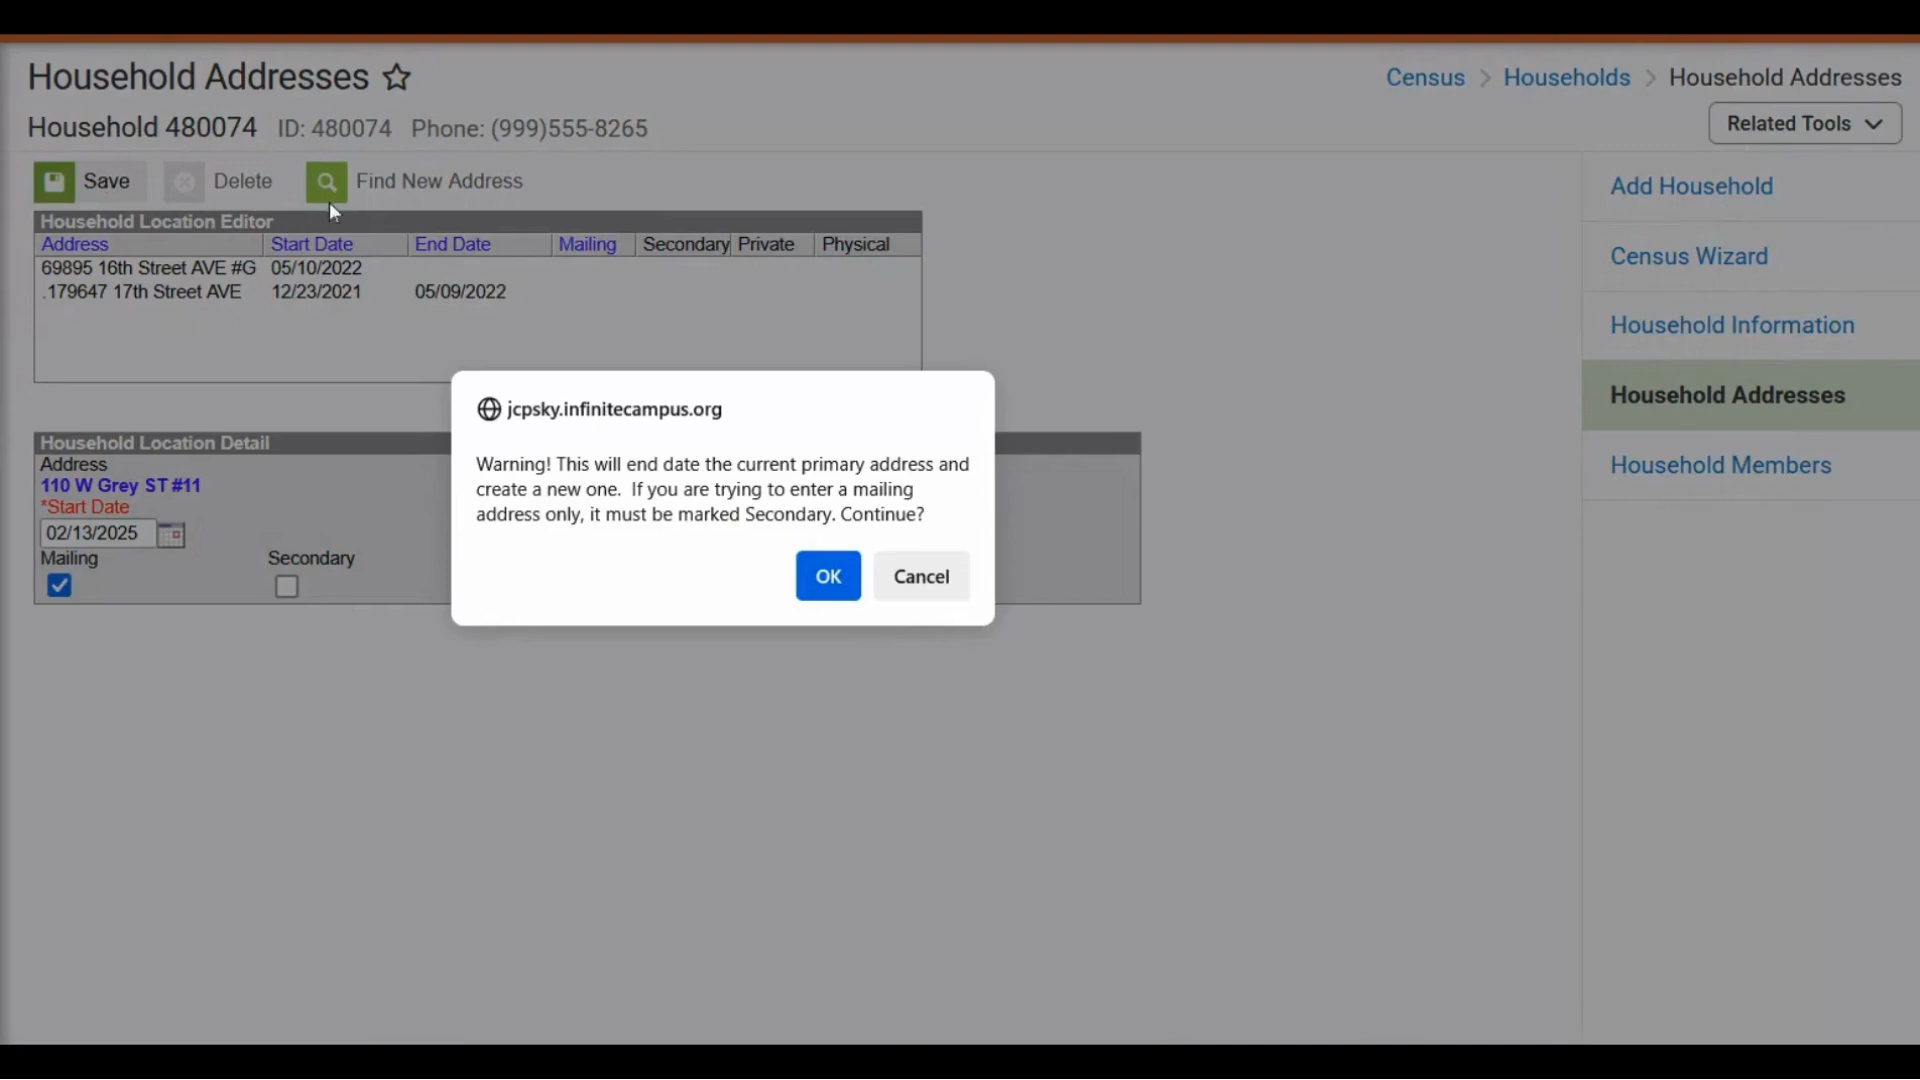 Household Addresses
Census > Households > Household Addresses
Household 480074 ID: 480074 Phone: (999)555-8265
Related Tools
Save Delete Find New Address
Household Location Editor
Address Start Date End Date Mailing Secondary Private Physical
69895 16th Street AVE #G 05/10/2022
.179647 17th Street AVE 12/23/2021 05/09/2022
Household Location Detail
Address
110 W Grey ST #11
*Start Date
02/13/2025
Mailing Secondary
jcpsky.infinitecampus.org
Warning! This will end date the current primary address and
create a new one. If you are trying to enter a mailing
address only, it must be marked Secondary. Continue?
OK Cancel
Add Household
Census Wizard
Household Information
Household Addresses
Household Members